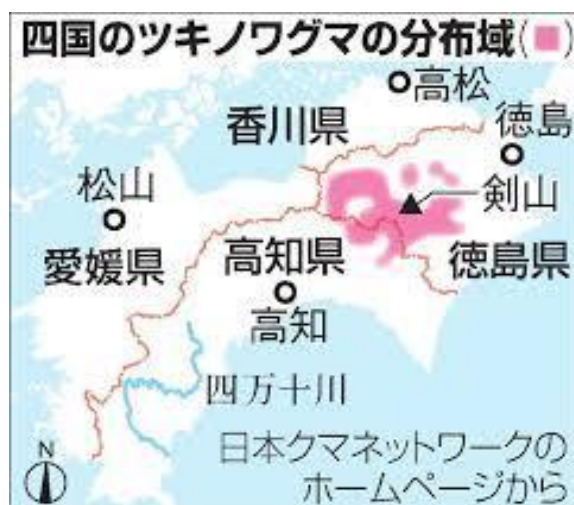 四国のツキノワグマの分布域(■)
高松
香川県
徳島
松山
剣山
愛媛県
高知県
徳島県
高知
四万十川
N
日本クマネットワークの
ホームページから